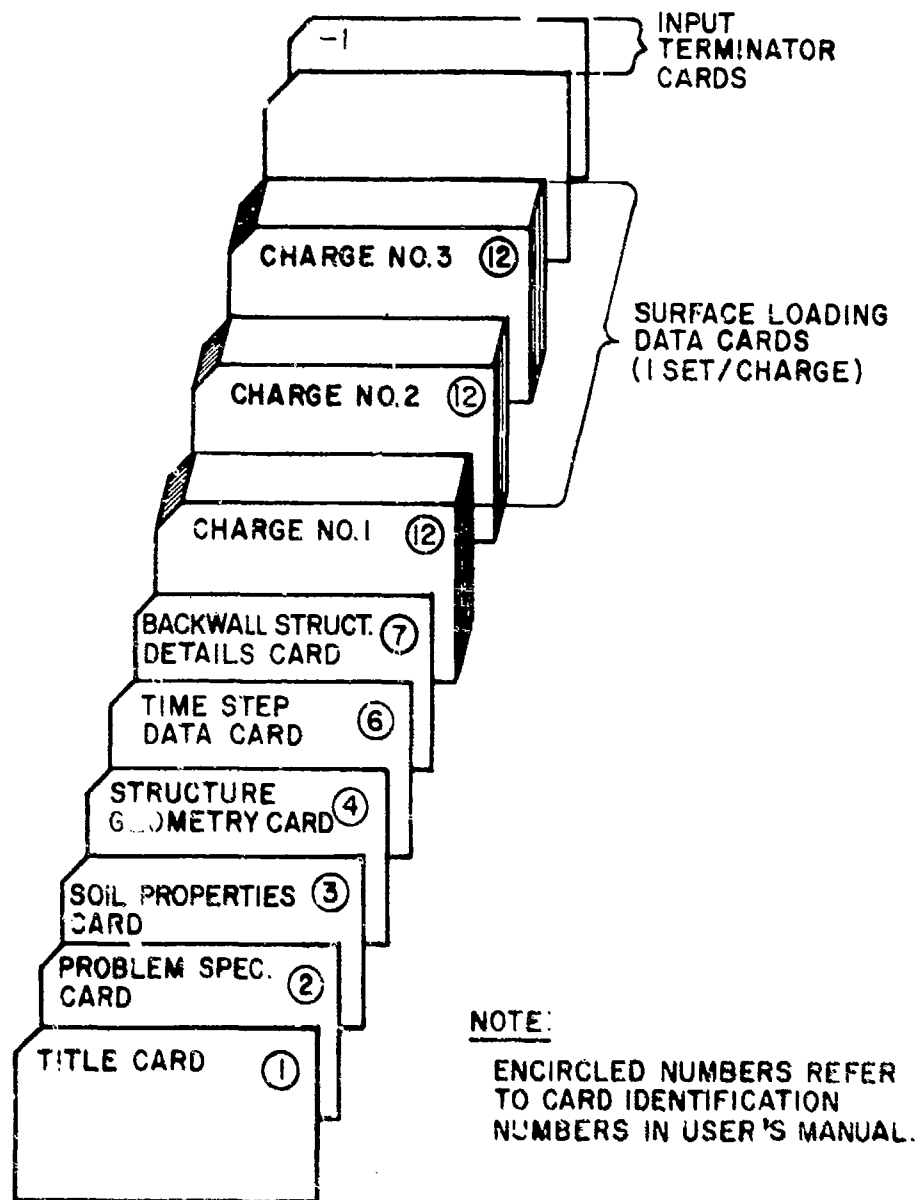 -1
INPUT
TERMINATOR
CARDS
CHARGE NO.3 12
SURFACE LOADING
DATA CARDS
(1 SET/CHARGE)
CHARGE NO.2 12
CHARGE NO.1 12
BACKWALL STRUCT. 7
DETAILS CARD
TIME STEP 6
DATA CARD
STRUCTURE 4
GEOMETRY CARD
SOIL PROPERTIES 3
CARD
PROBLEM SPEC. 2
CARD
TITLE CARD 1
NOTE:
ENCIRCLED NUMBERS REFER
TO CARD IDENTIFICATION
NUMBERS IN USER'S MANUAL.